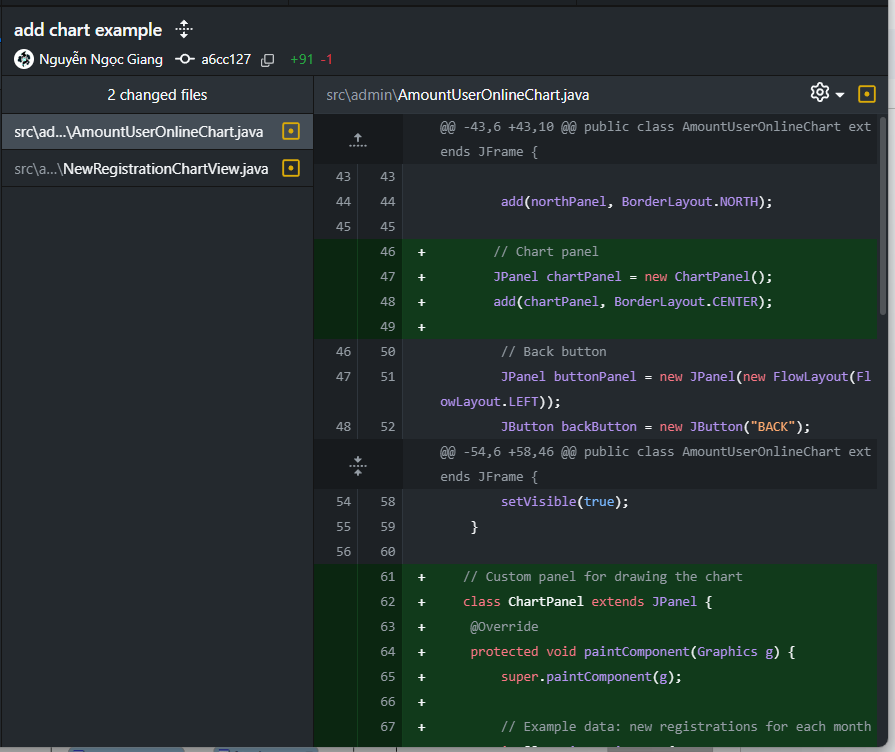 add chart example
Nguyễn Ngọc Giang a6cc127 +91 -1
2 changed files
src\ad...\AmountUserOnlineChart.java
src\a...\NewRegistrationChartView.java
src\admin\AmountUserOnlineChart.java
@@ -43,6 +43,10 @@ public class AmountUserOnlineChart ext
ends JFrame {
43 43
44 44 add(northPanel, BorderLayout.NORTH);
45 45
46 + // Chart panel
47 + JPanel chartPanel = new ChartPanel();
48 + add(chartPanel, BorderLayout.CENTER);
49 +
46 50 // Back button
47 51 JPanel buttonPanel = new JPanel(new FlowLayout(Fl
owLayout.LEFT));
48 52 JButton backButton = new JButton("BACK");
@@ -54,6 +58,46 @@ public class AmountUserOnlineChart ext
ends JFrame {
54 58 setVisible(true);
55 59 }
56 60
61 + // Custom panel for drawing the chart
62 + class ChartPanel extends JPanel {
63 + @Override
64 + protected void paintComponent(Graphics g) {
65 + super.paintComponent(g);
66 +
67 + // Example data: new registrations for each month